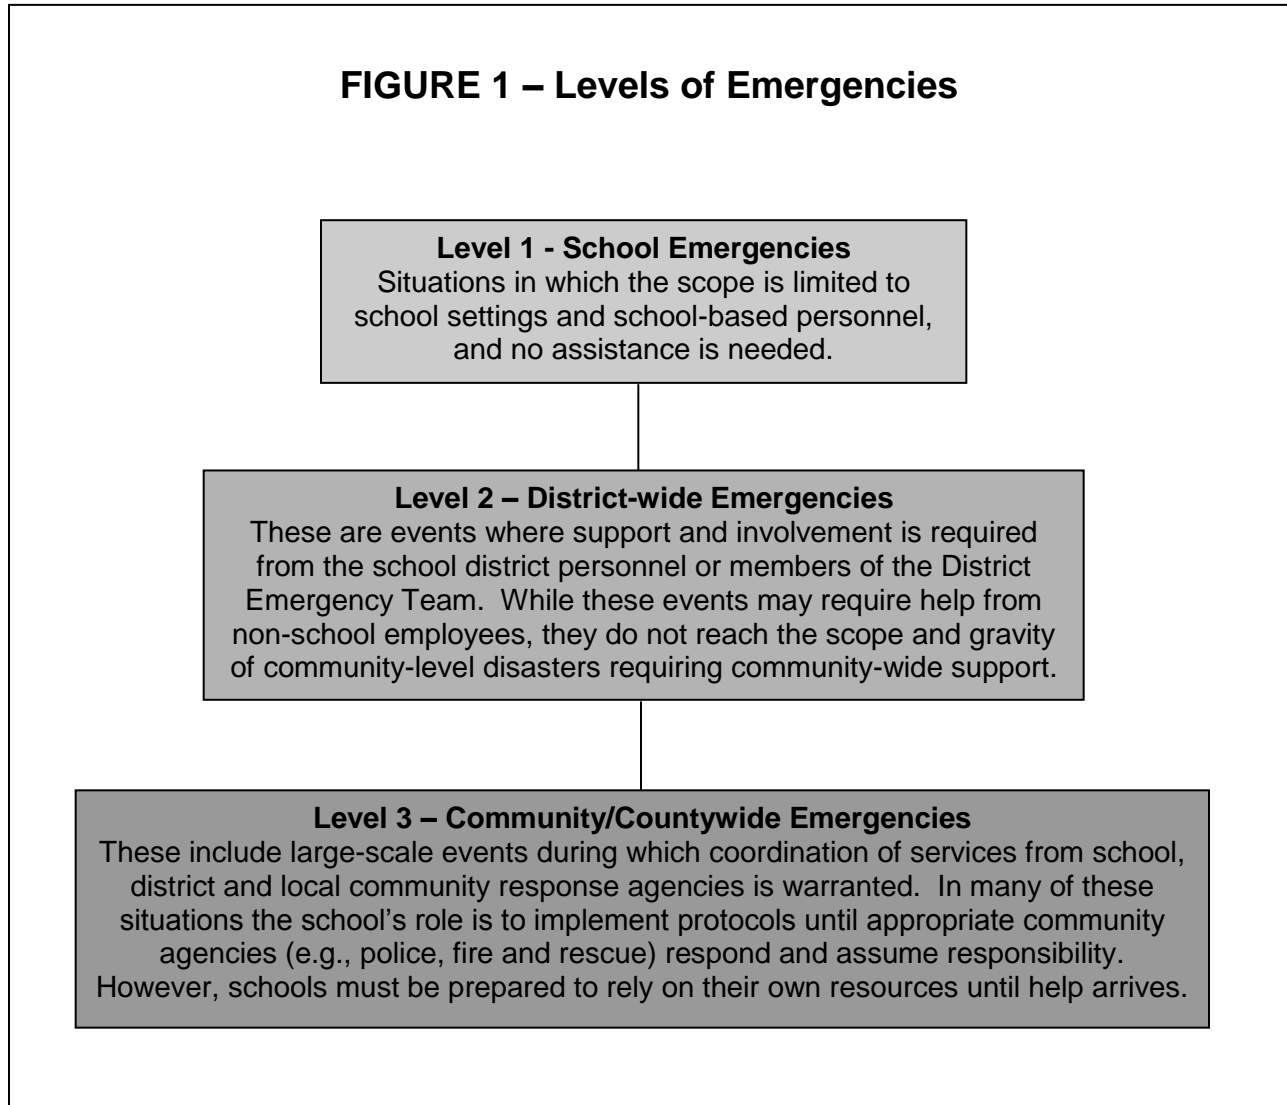 FIGURE 1 – Levels of Emergencies
Level 1 - School Emergencies
Situations in which the scope is limited to
school settings and school-based personnel,
and no assistance is needed.
Level 2 – District-wide Emergencies
These are events where support and involvement is required
from the school district personnel or members of the District
Emergency Team.  While these events may require help from
non-school employees, they do not reach the scope and gravity
of community-level disasters requiring community-wide support.
Level 3 – Community/Countywide Emergencies
These include large-scale events during which coordination of services from school,
district and local community response agencies is warranted.  In many of these
situations the school’s role is to implement protocols until appropriate community
agencies (e.g., police, fire and rescue) respond and assume responsibility.
However, schools must be prepared to rely on their own resources until help arrives.